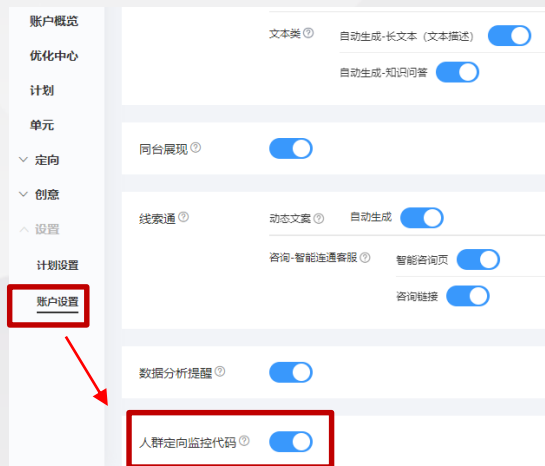 账户概览
优化中心
计划
单元
定向
创意
设置
计划设置
账户设置
文本类
自动生成-长文本（文本描述）
自动生成-知识问答
同台展现
线索通
动态文案
自动生成
咨询-智能连通客服
智能咨询页
咨询链接
数据分析提醒
人群定向监控代码